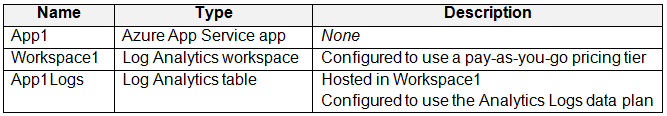 Name Type Description
App1 Azure App Service app None
Workspace1 Log Analytics workspace Configured to use a pay-as-you-go pricing tier
App1Logs Log Analytics table Hosted in Workspace1
Configured to use the Analytics Logs data plan